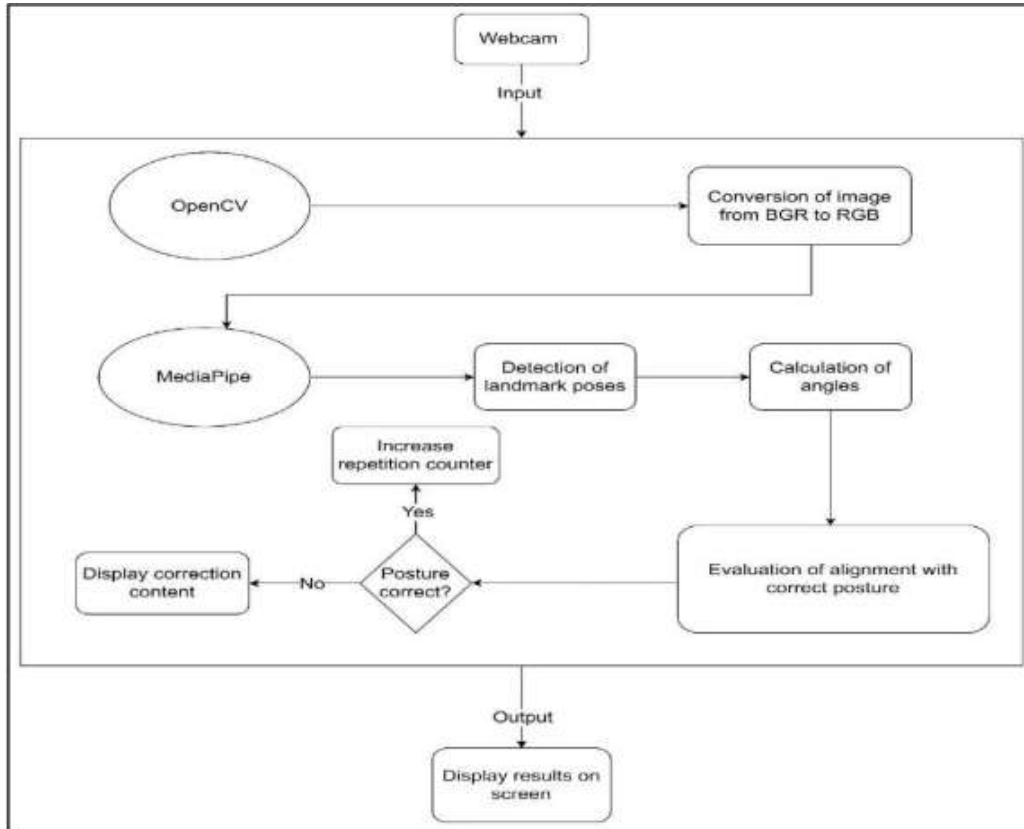 Webcam
Input
OpenCV
Conversion of image
from BGR to RGB
MediaPipe
Detection of
landmark poses
Calculation of
angles
Increase
repetition counter
Yes
Display correction
content
No
Posture
correct?
Evaluation of alignment with
correct posture
Output
Display results on
screen